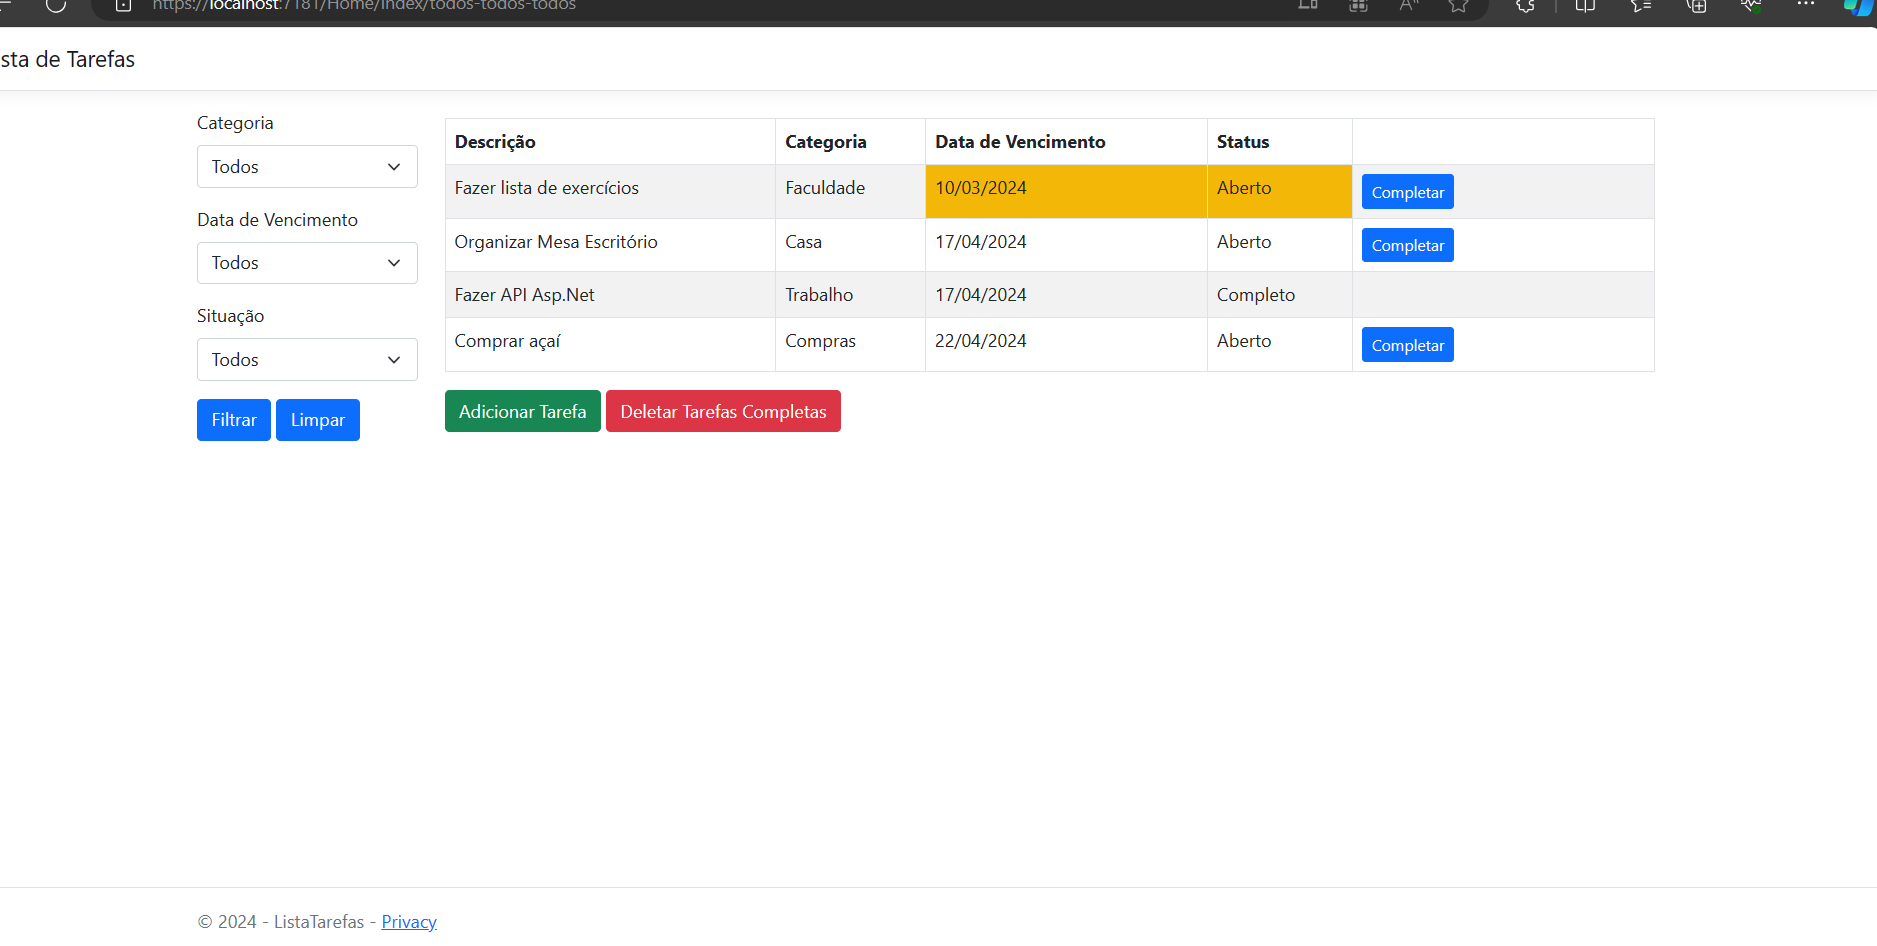 https://localhost:7181/Home/Index/todos-todos-todos
sta de Tarefas
Categoria
Todos
Data de Vencimento
Todos
Situação
Todos
Filtrar Limpar
Descrição Categoria Data de Vencimento Status
Fazer lista de exercícios Faculdade 10/03/2024 Aberto Completar
Organizar Mesa Escritório Casa 17/04/2024 Aberto Completar
Fazer API Asp.Net Trabalho 17/04/2024 Completo
Comprar açaí Compras 22/04/2024 Aberto Completar
Adicionar Tarefa Deletar Tarefas Completas
© 2024 - ListaTarefas - Privacy